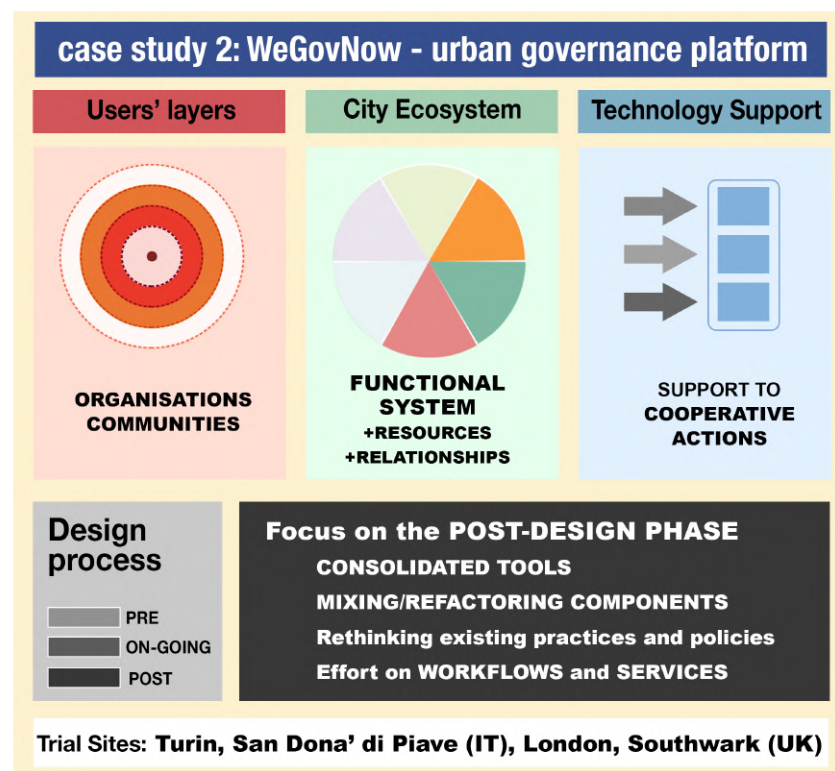 case study 2: WeGovNow - urban governance platform
Users' layers
City Ecosystem
Technology Support
ORGANISATIONS
COMMUNITIES
FUNCTIONAL
SYSTEM
+RESOURCES
+RELATIONSHIPS
SUPPORT TO
COOPERATIVE
ACTIONS
Design
process
PRE
ON-GOING
POST
Focus on the POST-DESIGN PHASE
CONSOLIDATED TOOLS
MIXING/REFACTORING COMPONENTS
Rethinking existing practices and policies
Effort on WORKFLOWS and SERVICES
Trial Sites: Turin, San Dona' di Piave (IT), London, Southwark (UK)